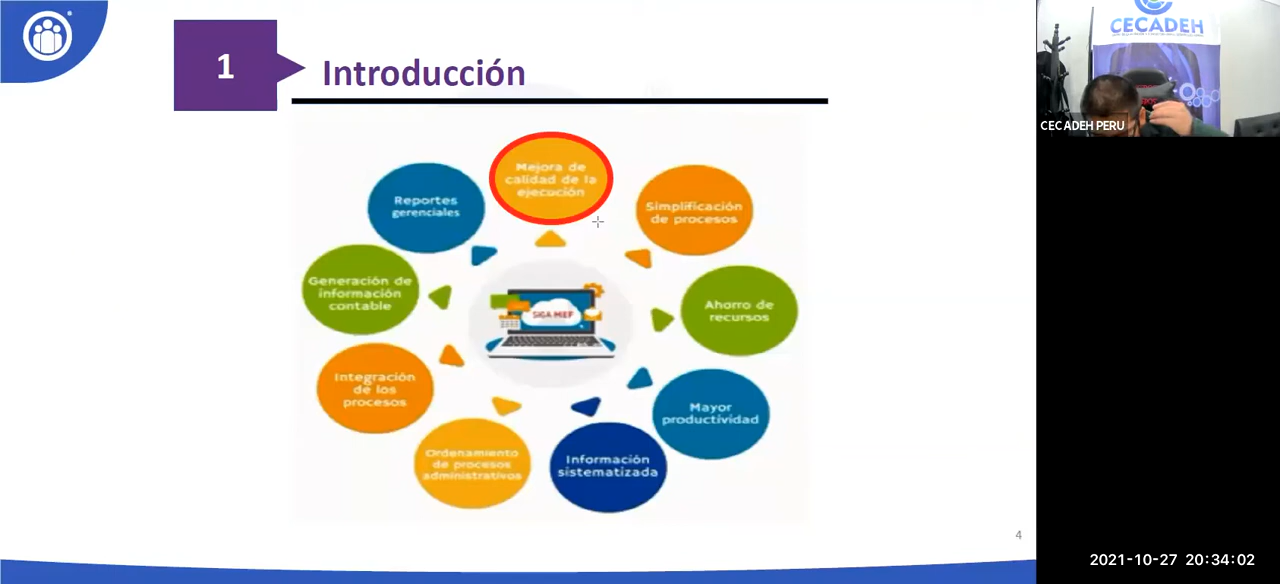 1
Introducción
Mejora de
calidad de la
ejecución
Simplificación
de procesos
Ahorro de
recursos
Mayor
productividad
Información
sistematizada
Ordenamiento
de procesos
administrativos
Integración
de los
procesos
Generación de
información
contable
Reportes
gerenciales
SIGA MEF
4
CECADEH
CECADEH PERU
2021-10-27 20:34:02